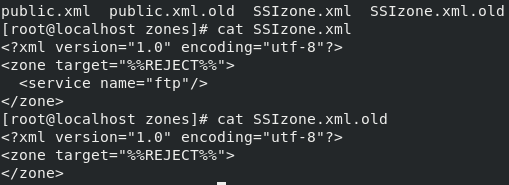 public.xml  public.xml.old  SSIzone.xml  SSIzone.xml.old
[root@localhost zones]# cat SSIzone.xml
<?xml version="1.0" encoding="utf-8"?>
<zone target="%%REJECT%%">
  <service name="ftp"/>
</zone>
[root@localhost zones]# cat SSIzone.xml.old
<?xml version="1.0" encoding="utf-8"?>
<zone target="%%REJECT%%">
</zone>